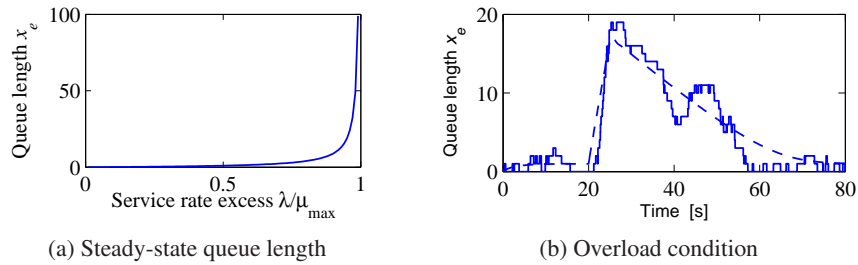 100
50
0
0
0.5
1
Queue length x_e
Service rate excess λ/μ_max
(a) Steady-state queue length
20
10
0
0
20
40
60
80
Queue length x_e
Time [s]
(b) Overload condition